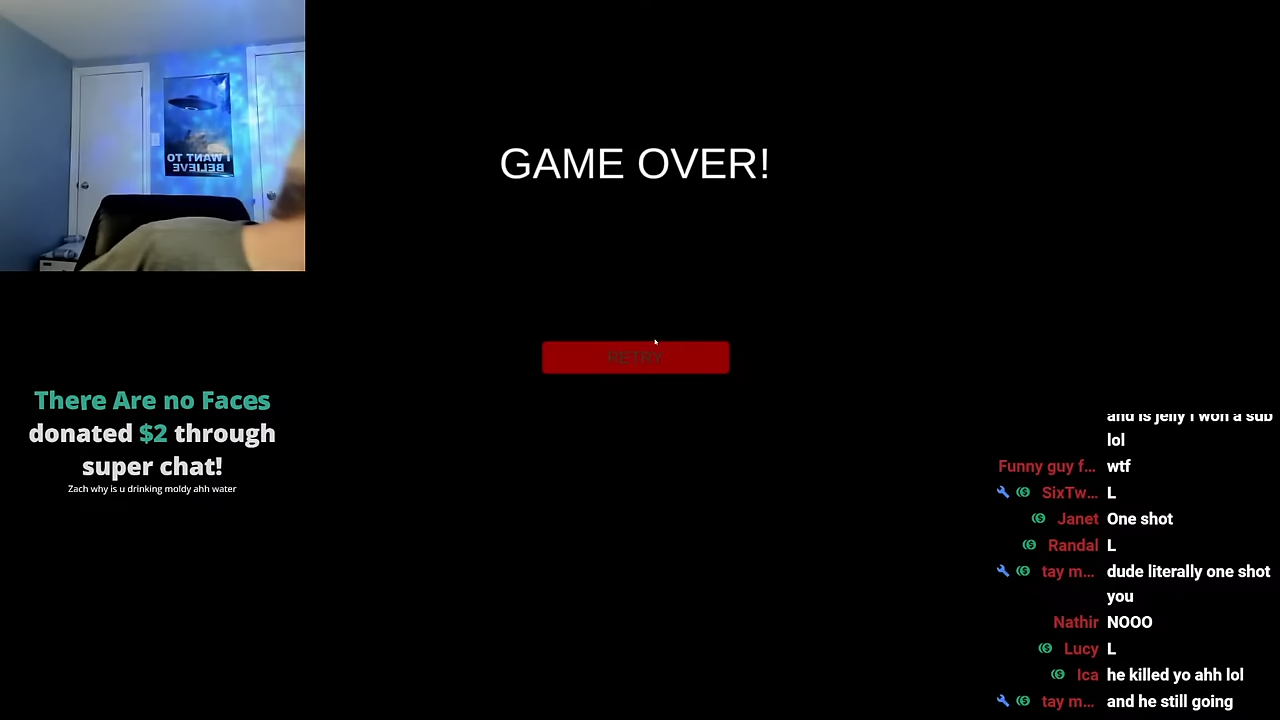 I WANT TO
BELIEVE
GAME OVER!
RETRY
There Are no Faces
donated $2 through
super chat!
Zach why is u drinking moldy ahh water
and is jelly I won a sub
lol
Funny guy f... wtf
SixTw... L
Janet One shot
Randal L
tay m... dude literally one shot
you
Nathir NOOO
Lucy L
Ica he killed yo ahh lol
tay m... and he still going